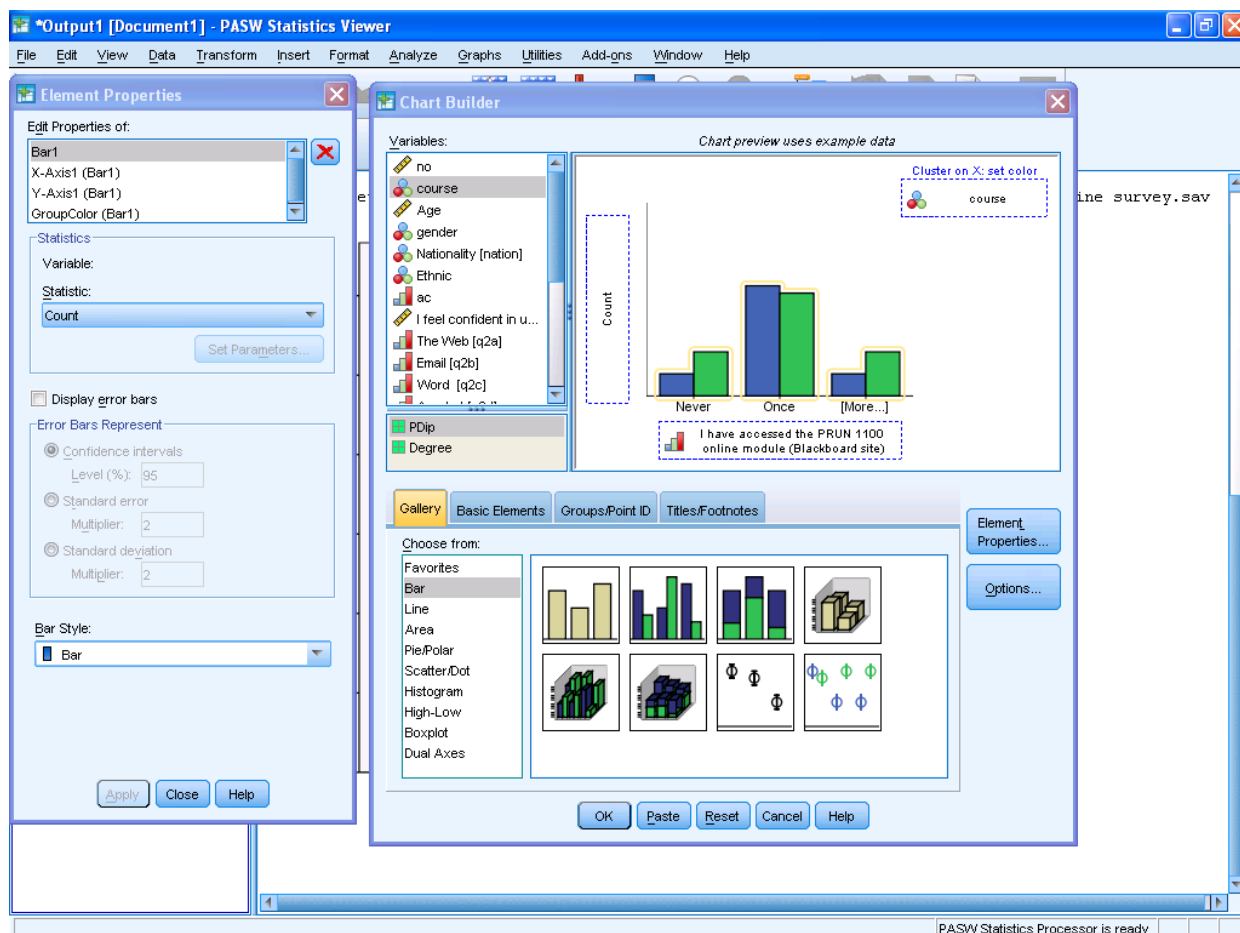 *Output1 [Document1] - PASW Statistics Viewer
File Edit View Data Transform Insert Format Analyze Graphs Utilities Add-ons Window Help
Element Properties
Edit Properties of:
Bar1
X-Axis1 (Bar1)
Y-Axis1 (Bar1)
GroupColor (Bar1)
Statistics
Variable:
Statistic:
Count
Set Parameters...
Display error bars
Error Bars Represent
Confidence intervals
Level (%): 95
Standard error
Multiplier: 2
Standard deviation
Multiplier: 2
Bar Style:
Bar
Apply Close Help
Chart Builder
Variables:
no
course
Age
gender
Nationality [nation]
Ethnic
ac
I feel confident in u...
The Web [q2a]
Email [q2b]
Word [q2c]
PDip
Degree
Chart preview uses example data
Cluster on X: set color
course
Count
Never Once [More...]
I have accessed the PRUN 1100
online module (Blackboard site)
Gallery Basic Elements Groups/Point ID Titles/Footnotes
Choose from:
Favorites
Bar
Line
Area
Pie/Polar
Scatter/Dot
Histogram
High-Low
Boxplot
Dual Axes
Element
Properties...
Options...
OK Paste Reset Cancel Help
ine survey.sav
PASW Statistics Processor is ready